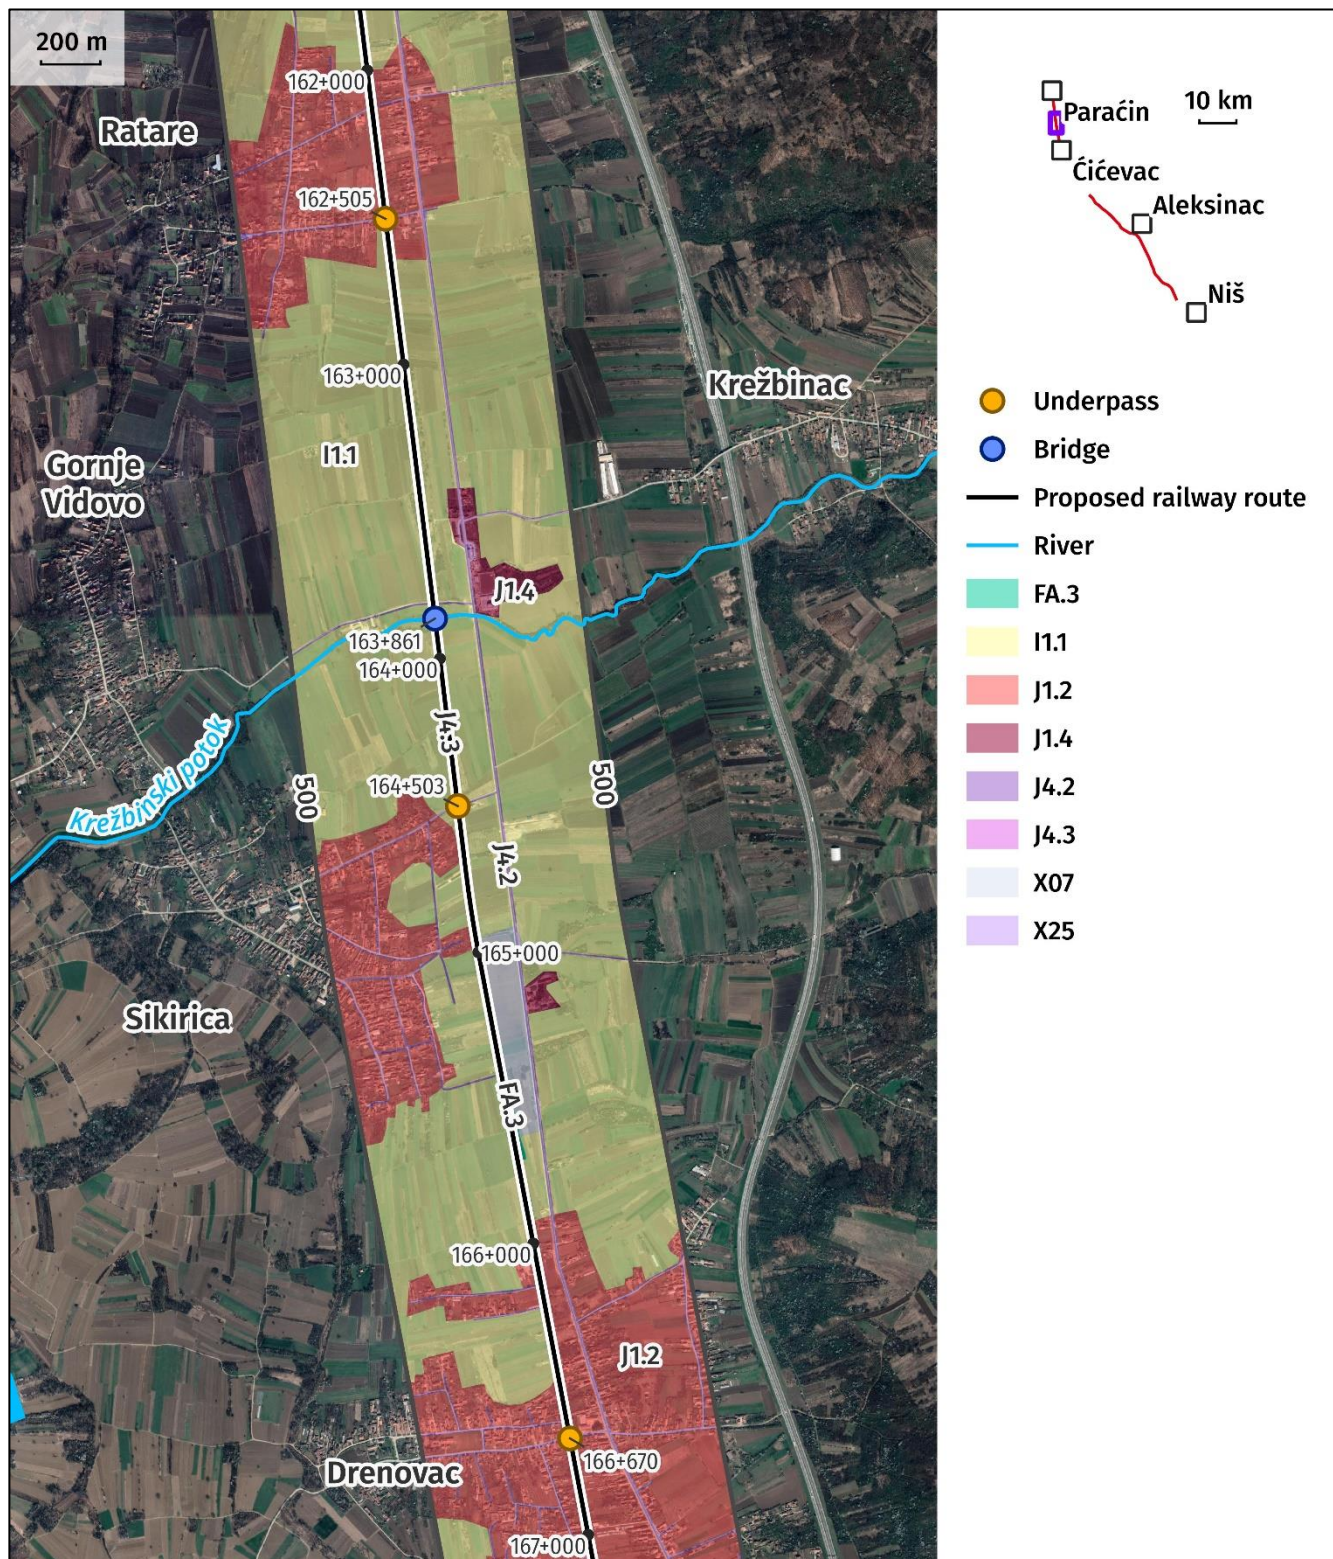 200 m
162+000
Ratare
162+505
163+000
Krežbinac
I1.1
Gornje
Vidovo
J1.4
163+861
164+000
J4.3
Krežbinski potok
500
164+503
500
J4.2
165+000
Sikirica
FA.3
166+000
J1.2
166+670
Drenovac
167+000
Paraćin
10 km
Ćićevac
Aleksinac
Niš
Underpass
Bridge
Proposed railway route
River
FA.3
I1.1
J1.2
J1.4
J4.2
J4.3
X07
X25